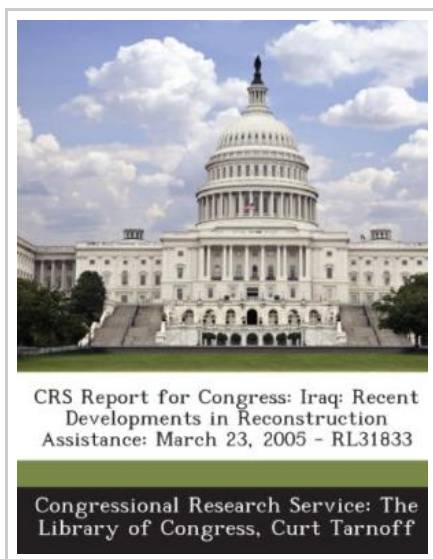 CRS Report for Congress: Iraq: Recent
Developments in Reconstruction
Assistance: March 23, 2005 - RL31833
Congressional Research Service: The
Library of Congress, Curt Tarnoff